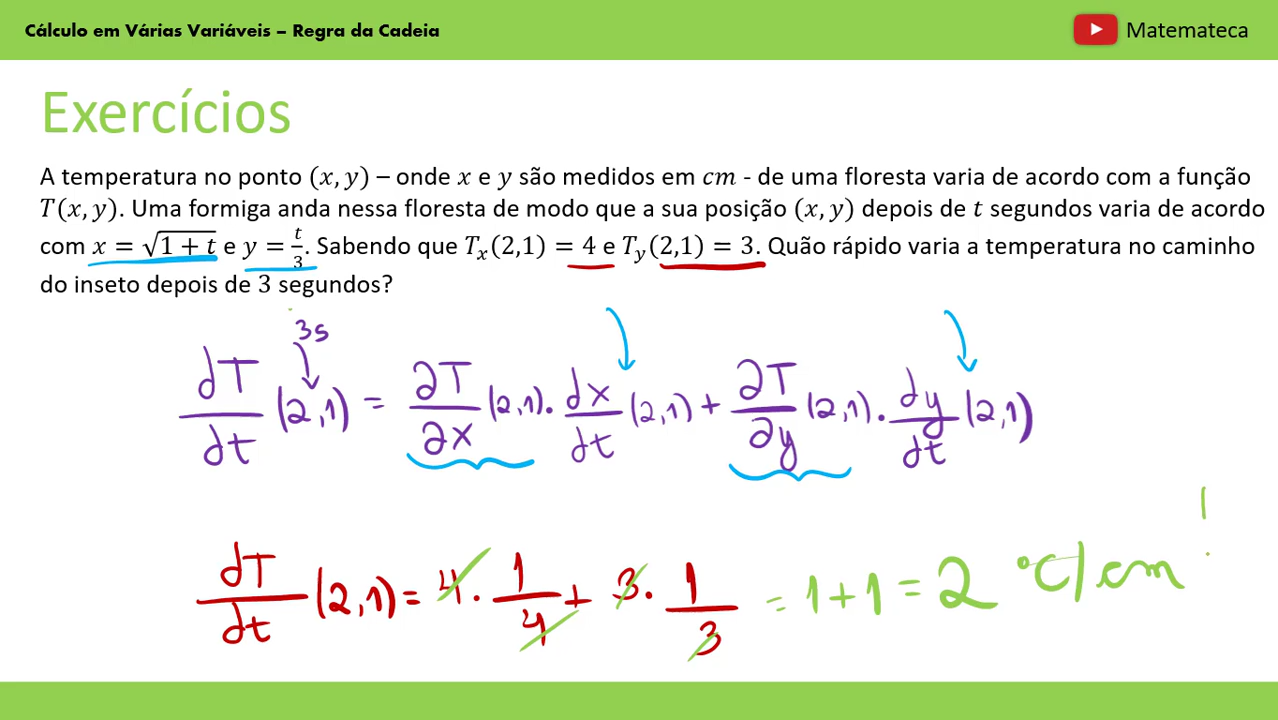 Cálculo em Várias Variáveis – Regra da Cadeia
Matemateca
Exercícios
A temperatura no ponto (x, y) – onde x e y são medidos em cm - de uma floresta varia de acordo com a função
T(x, y). Uma formiga anda nessa floresta de modo que a sua posição (x, y) depois de t segundos varia de acordo
com x = √(1 + t) e y = t/3. Sabendo que Tₓ(2,1) = 4 e Tᵧ(2,1) = 3. Quão rápido varia a temperatura no caminho
do inseto depois de 3 segundos?
3s
dT/dt (2,1) = ∂T/∂x (2,1) · dx/dt (2,1) + ∂T/∂y (2,1) · dy/dt (2,1)
dT/dt (2,1) = 4 · 1/4 + 3 · 1/3 = 1 + 1 = 2 °C/cm !